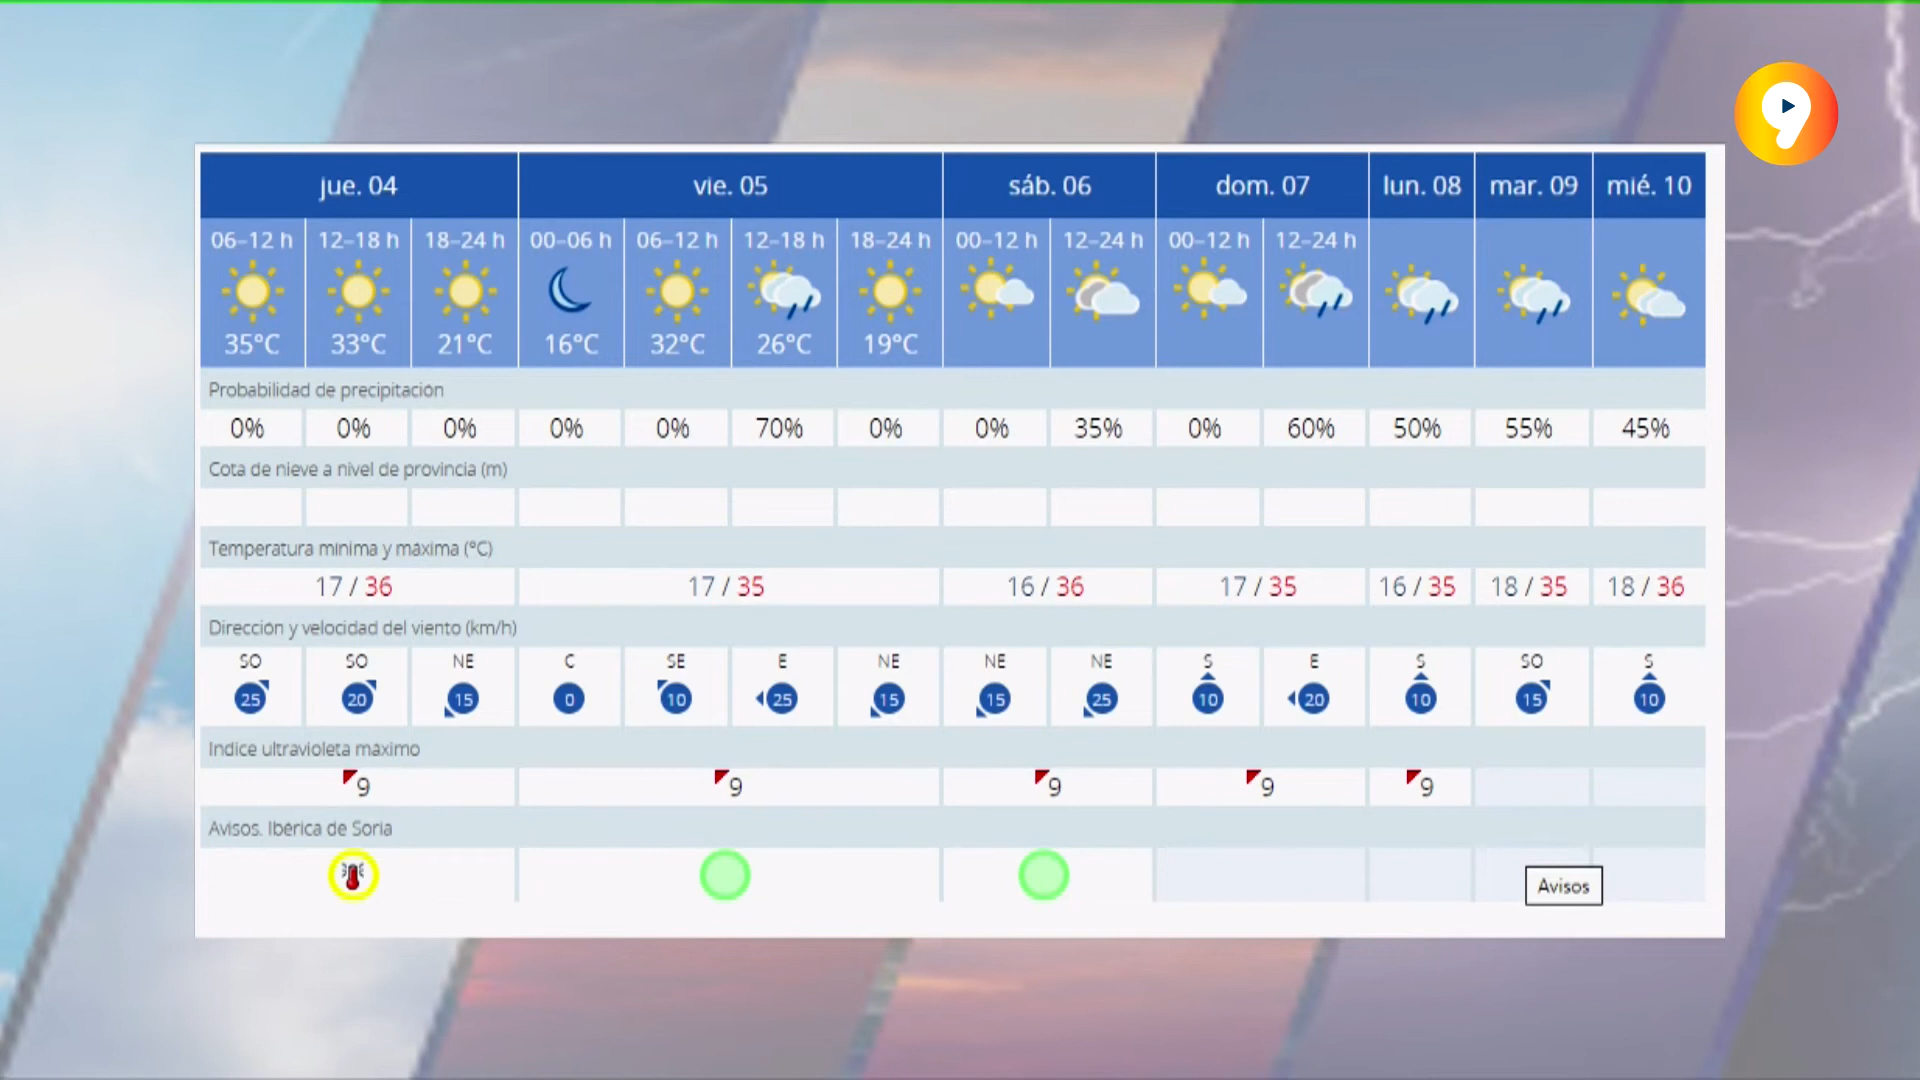 9
jue. 04 vie. 05 sáb. 06 dom. 07 lun. 08 mar. 09 mié. 10
06–12 h 12–18 h 18–24 h 00–06 h 06–12 h 12–18 h 18–24 h 00–12 h 12–24 h 00–12 h 12–24 h
35°C 33°C 21°C 16°C 32°C 26°C 19°C
Probabilidad de precipitación
0% 0% 0% 0% 0% 70% 0% 0% 35% 0% 60% 50% 55% 45%
Cota de nieve a nivel de provincia (m)
Temperatura mínima y máxima (°C)
17 / 36 17 / 35 16 / 36 17 / 35 16 / 35 18 / 35 18 / 36
Dirección y velocidad del viento (km/h)
SO SO NE C SE E NE NE NE S E S SO S
25 20 15 0 10 25 15 15 25 10 20 10 15 10
Indice ultravioleta máximo
9 9 9 9 9
Avisos. Ibérica de Soria
Avisos